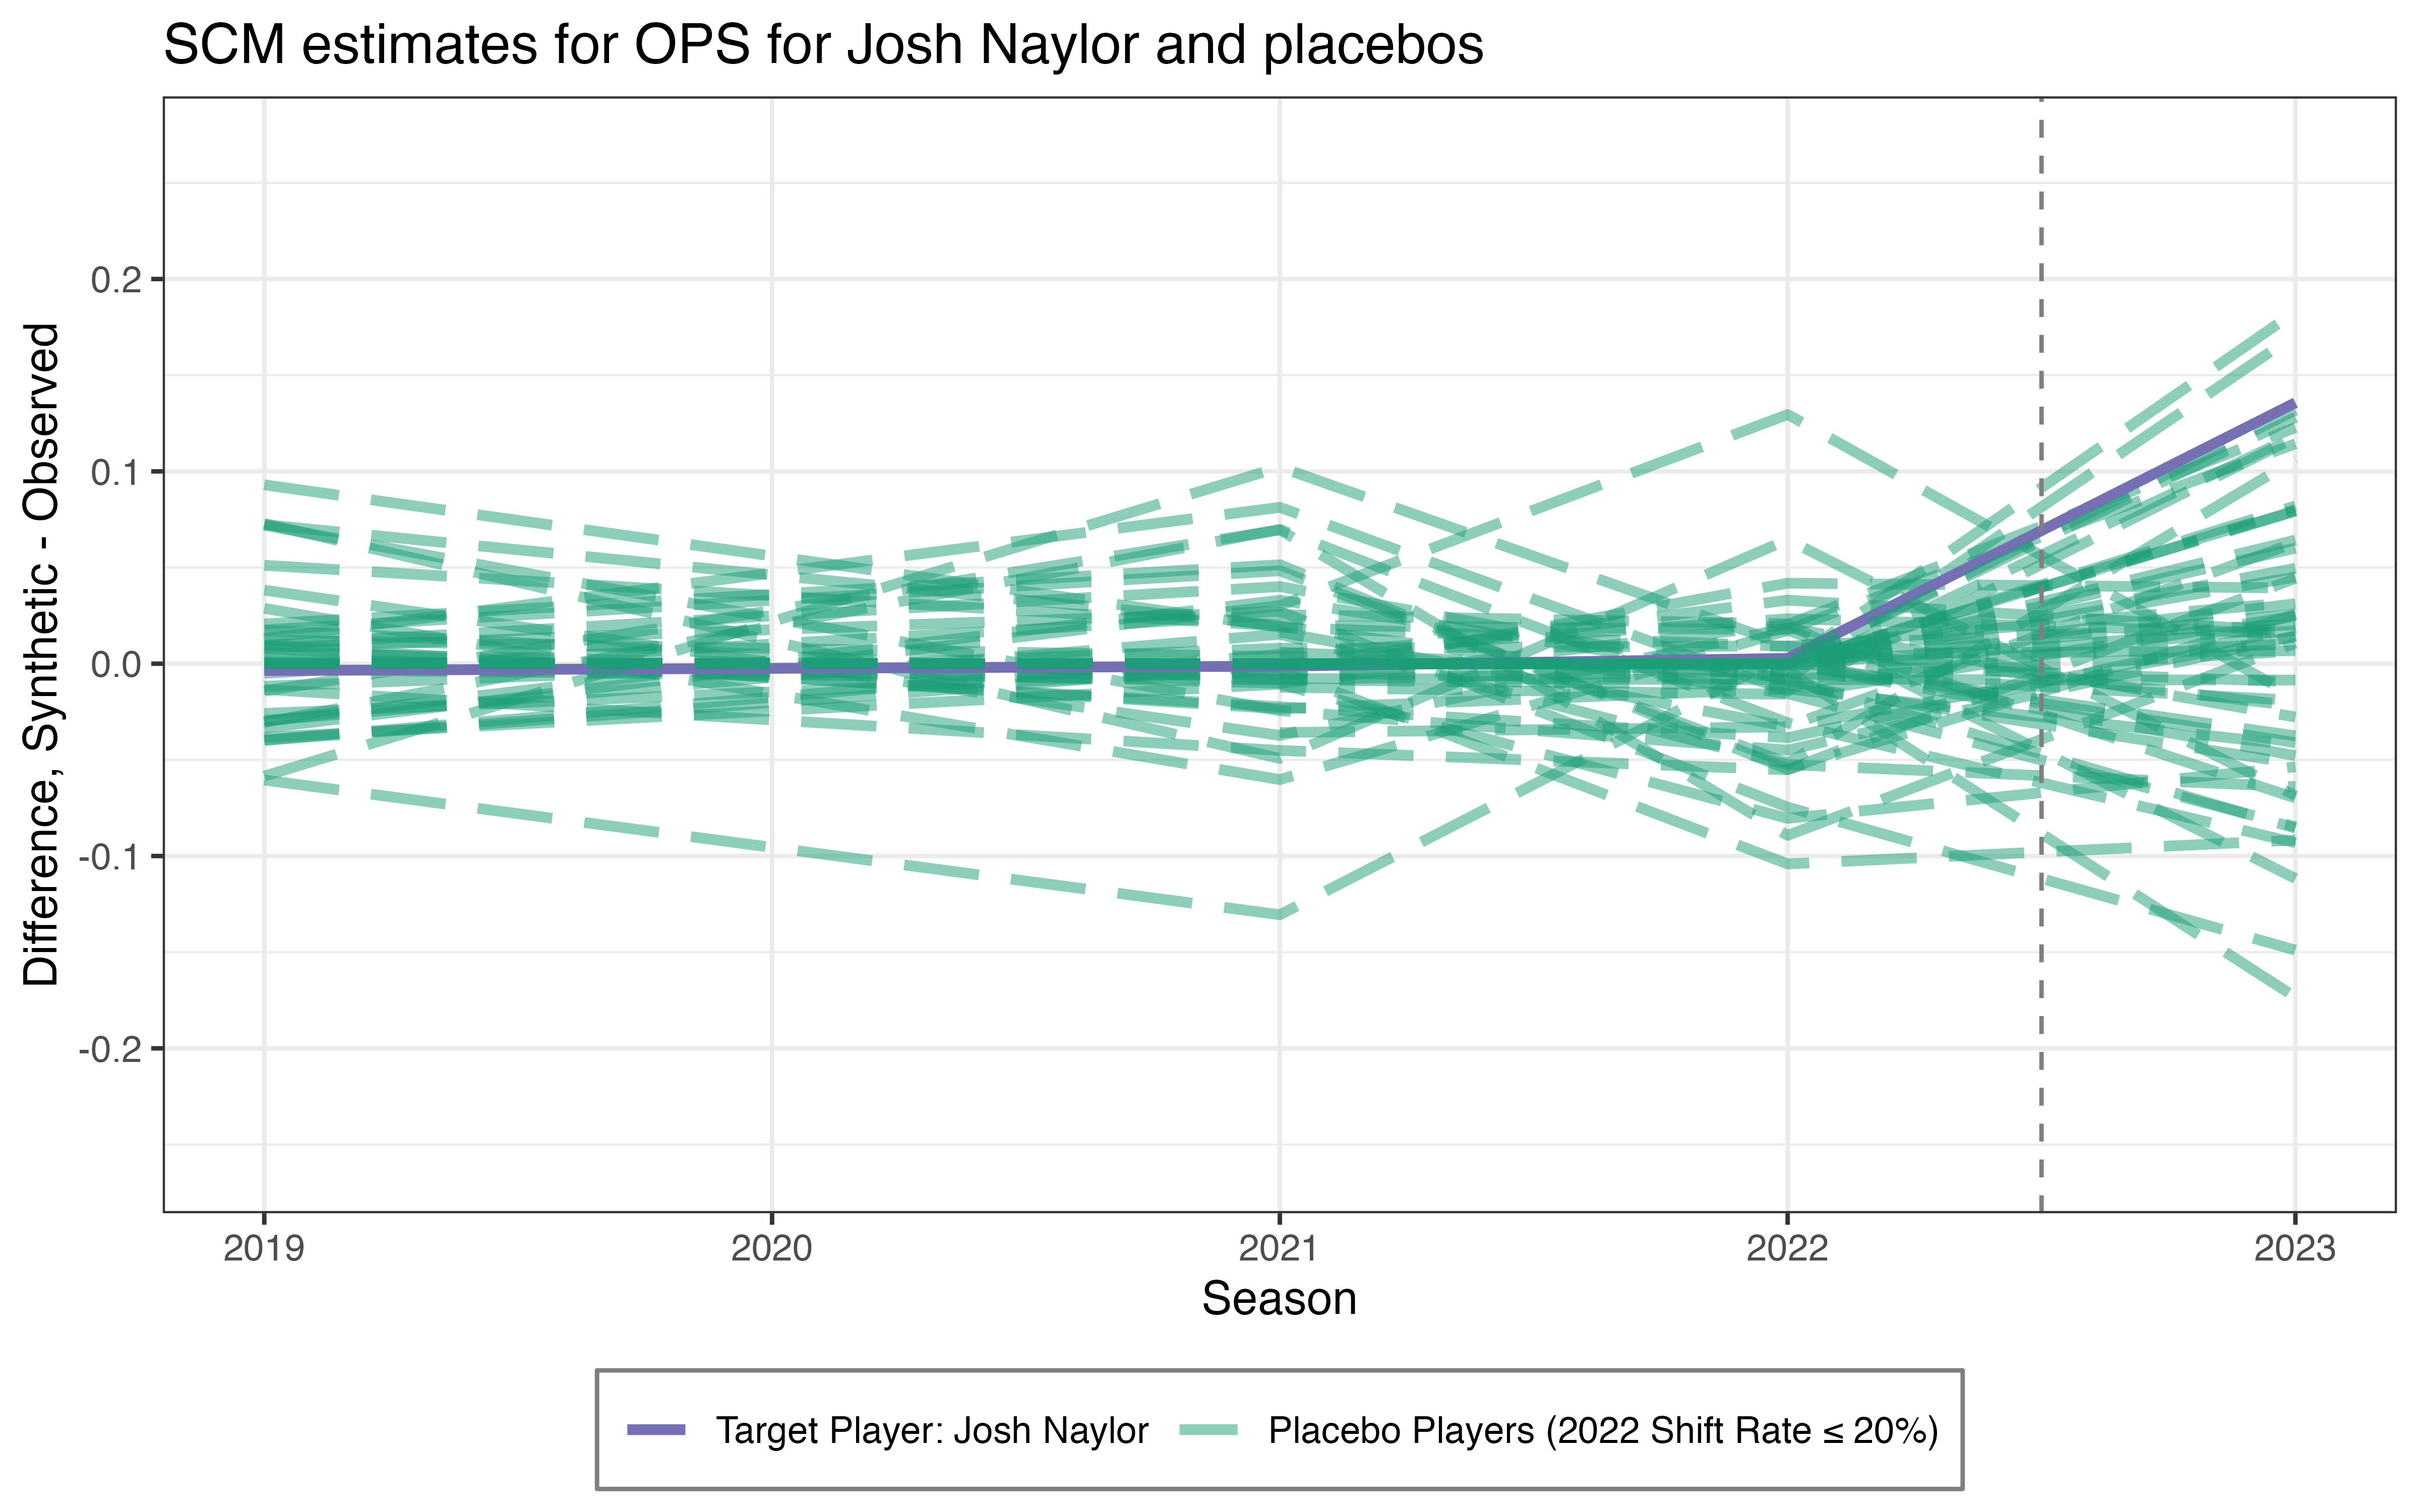 SCM estimates for OPS for Josh Naylor and placebos
Difference, Synthetic - Observed
0.2
0.1
0.0
-0.1
-0.2
2019 2020 2021 2022 2023
Season
Target Player: Josh Naylor Placebo Players (2022 Shift Rate ≤ 20%)